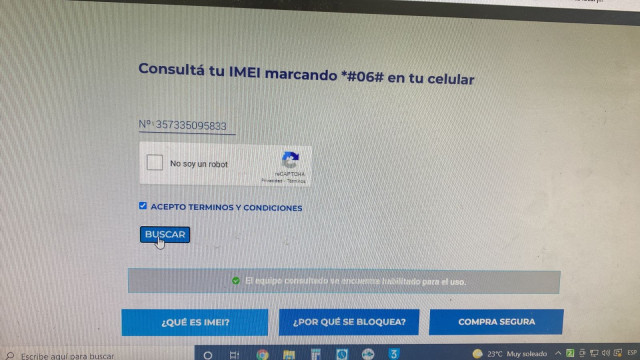 Consultá tu IMEI marcando *#06# en tu celular
Nº: 357335095833
No soy un robot
reCAPTCHA
Privacidad - Términos
ACEPTO TERMINOS Y CONDICIONES
BUSCAR
El equipo consultado se encuentra habilitado para el uso.
¿QUÉ ES IMEI?
¿POR QUÉ SE BLOQUEA?
COMPRA SEGURA
Escribe aquí para buscar
23°C Muy soleado
ESP